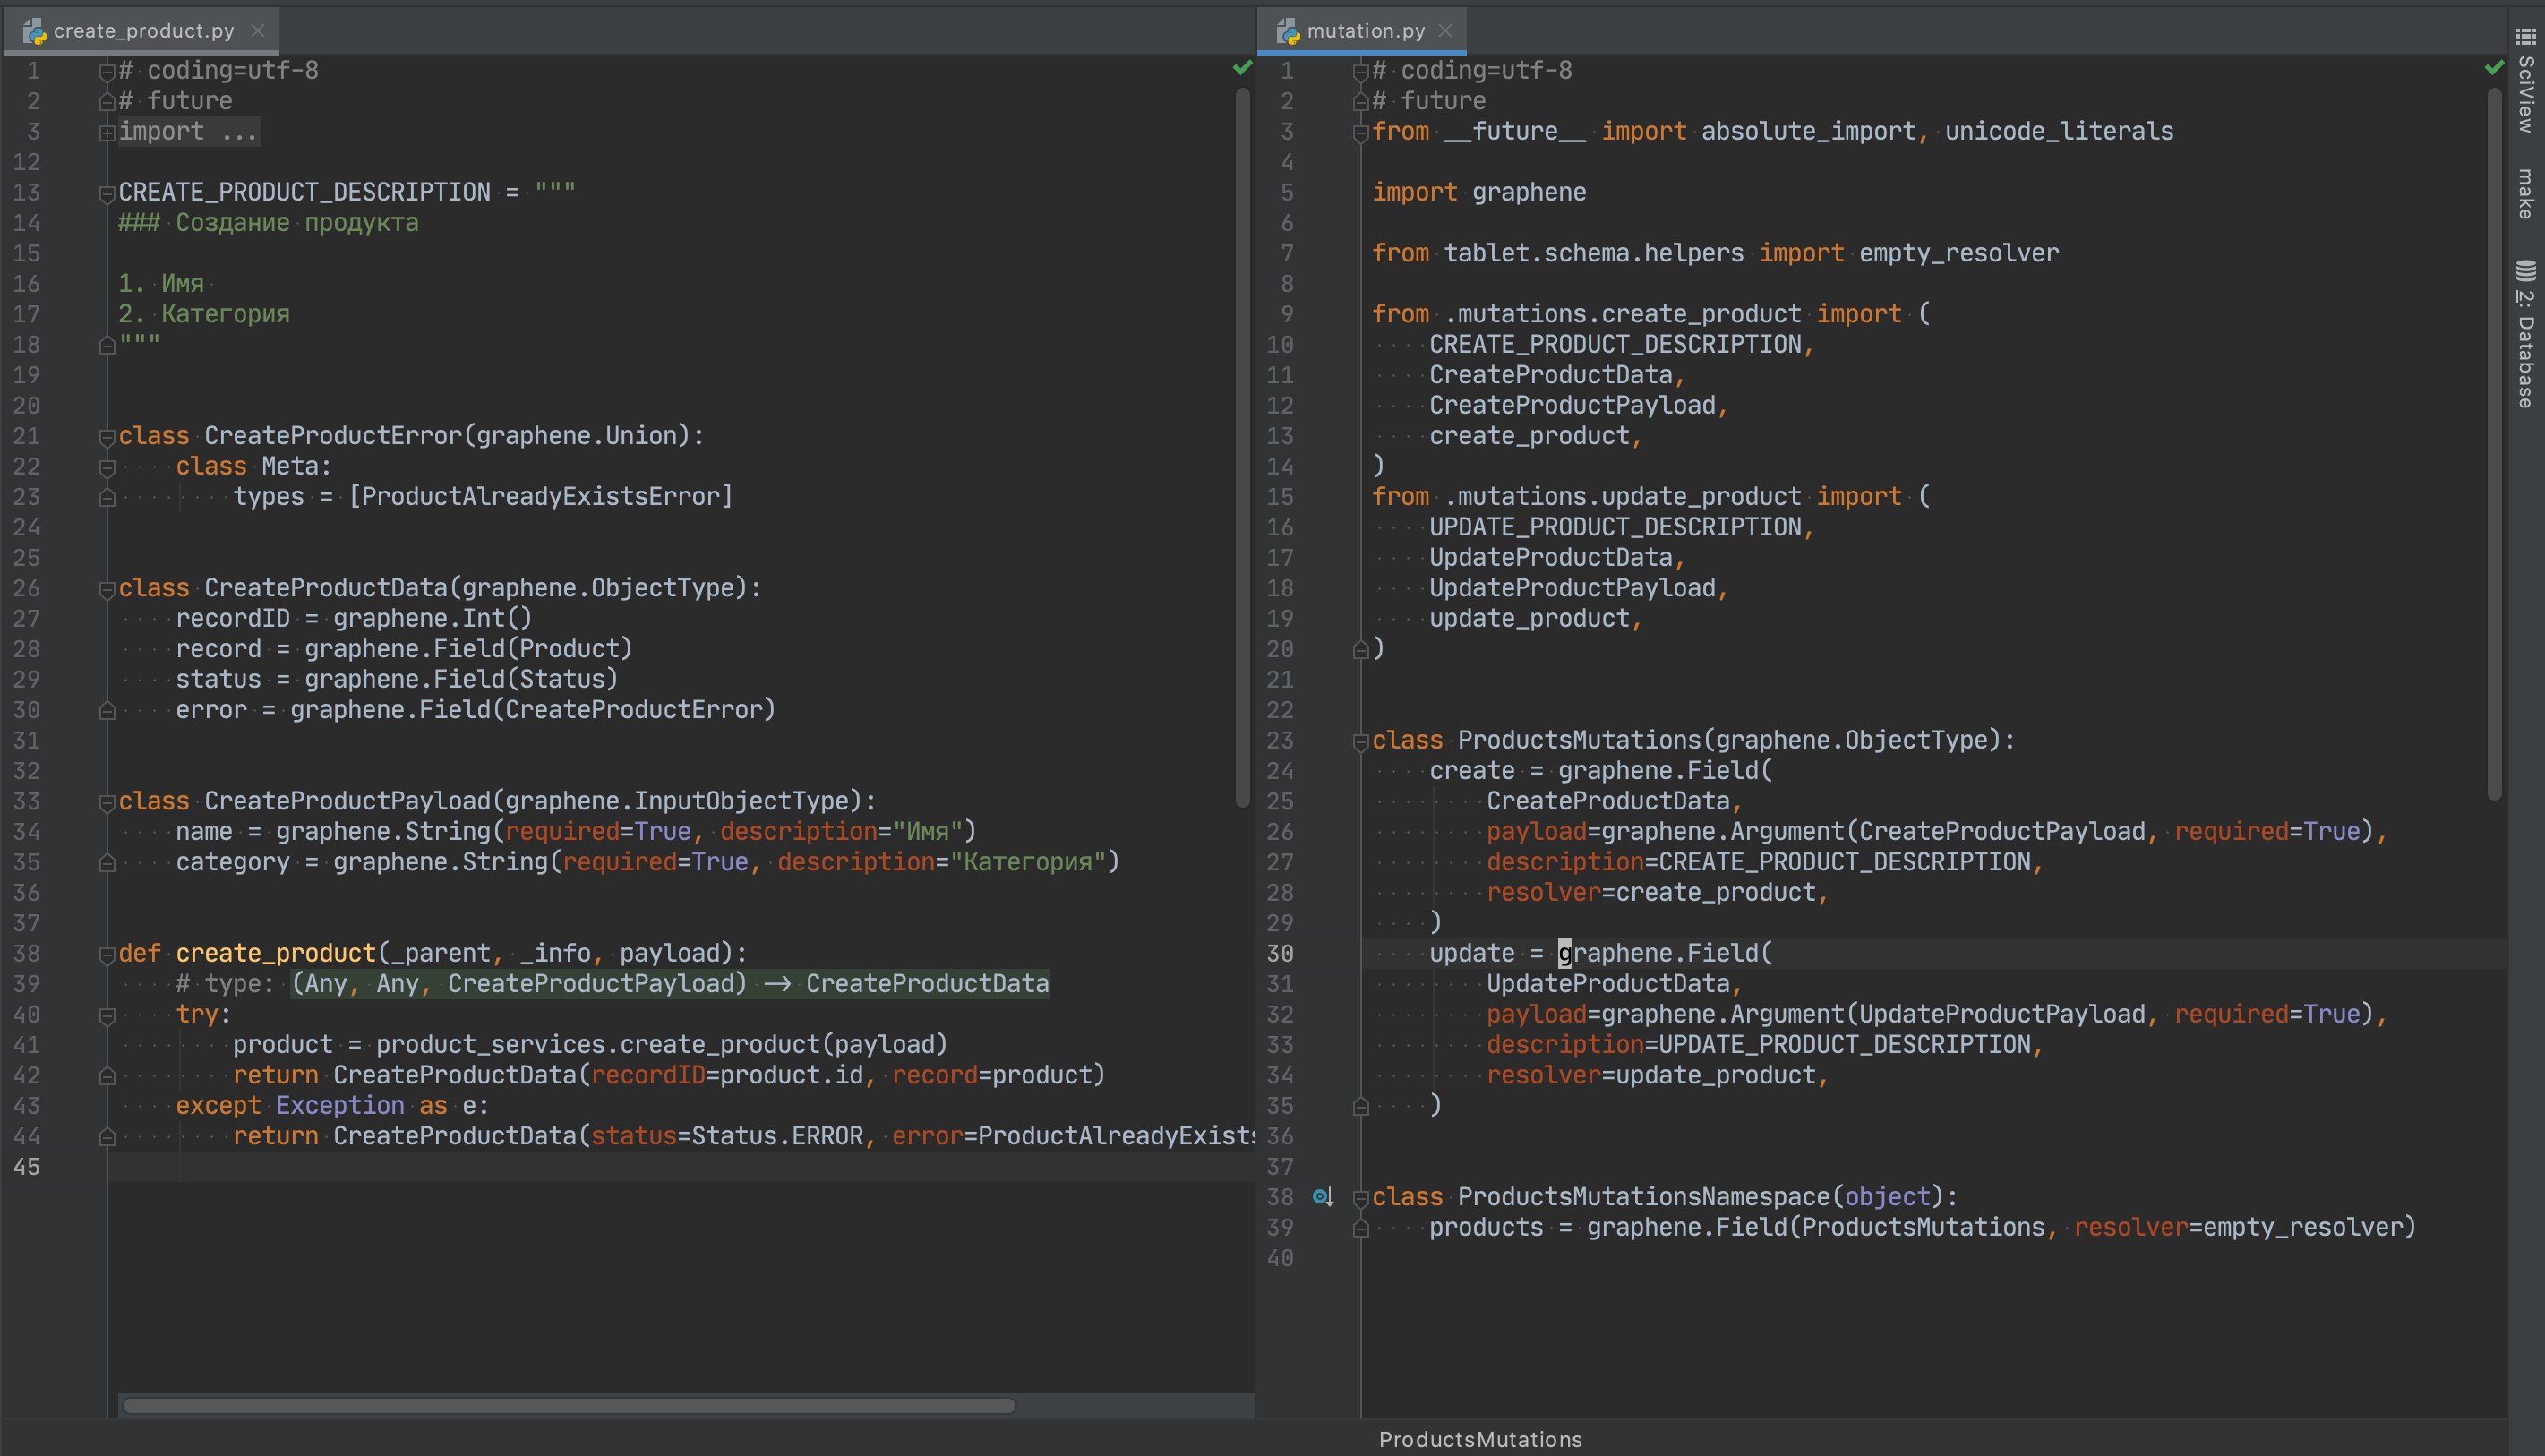 create_product.py
1 # coding=utf-8
2 # future
3 import ...
12
13 CREATE_PRODUCT_DESCRIPTION = """
14 ### Создание продукта
15
16 1. Имя
17 2. Категория
18 """
19
20
21 class CreateProductError(graphene.Union):
22     class Meta:
23         types = [ProductAlreadyExistsError]
24
25
26 class CreateProductData(graphene.ObjectType):
27     recordID = graphene.Int()
28     record = graphene.Field(Product)
29     status = graphene.Field(Status)
30     error = graphene.Field(CreateProductError)
31
32
33 class CreateProductPayload(graphene.InputObjectType):
34     name = graphene.String(required=True, description="Имя")
35     category = graphene.String(required=True, description="Категория")
36
37
38 def create_product(_parent, _info, payload):
39     # type: (Any, Any, CreateProductPayload) -> CreateProductData
40     try:
41         product = product_services.create_product(payload)
42         return CreateProductData(recordID=product.id, record=product)
43     except Exception as e:
44         return CreateProductData(status=Status.ERROR, error=ProductAlreadyExists
45
mutation.py
1 # coding=utf-8
2 # future
3 from __future__ import absolute_import, unicode_literals
4
5 import graphene
6
7 from tablet.schema.helpers import empty_resolver
8
9 from .mutations.create_product import (
10     CREATE_PRODUCT_DESCRIPTION,
11     CreateProductData,
12     CreateProductPayload,
13     create_product,
14 )
15 from .mutations.update_product import (
16     UPDATE_PRODUCT_DESCRIPTION,
17     UpdateProductData,
18     UpdateProductPayload,
19     update_product,
20 )
21
22
23 class ProductsMutations(graphene.ObjectType):
24     create = graphene.Field(
25         CreateProductData,
26         payload=graphene.Argument(CreateProductPayload, required=True),
27         description=CREATE_PRODUCT_DESCRIPTION,
28         resolver=create_product,
29     )
30     update = graphene.Field(
31         UpdateProductData,
32         payload=graphene.Argument(UpdateProductPayload, required=True),
33         description=UPDATE_PRODUCT_DESCRIPTION,
34         resolver=update_product,
35     )
36
37
38 class ProductsMutationsNamespace(object):
39     products = graphene.Field(ProductsMutations, resolver=empty_resolver)
40
ProductsMutations
SciView
make
2: Database